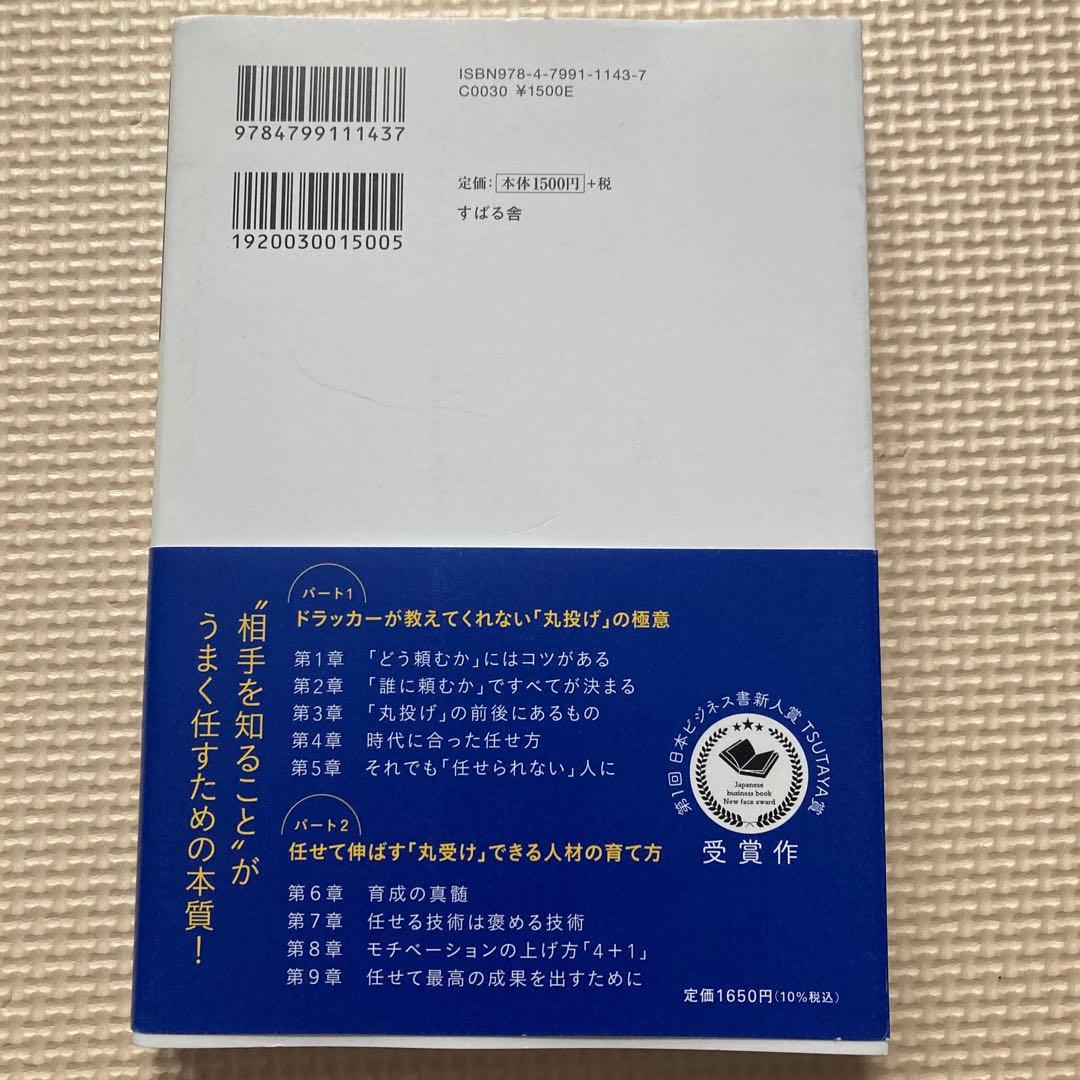 ISBN978-4-7991-1143-7
C0030 ¥1500E
9784799111437
定価:本体1500円+税
すばる舎
1920030015005
“相手を知ること”が
うまく任すための本質!
パート1
ドラッカーが教えてくれない「丸投げ」の極意
第1章 「どう頼むか」にはコツがある
第2章 「誰に頼むか」ですべてが決まる
第3章 「丸投げ」の前後にあるもの
第4章 時代に合った任せ方
第5章 それでも「任せられない」人に
パート2
任せて伸ばす「丸受け」できる人材の育て方
第6章 育成の真髄
第7章 任せる技術は褒める技術
第8章 モチベーションの上げ方「4+1」
第9章 任せて最高の成果を出すために
第1回 日本ビジネス書新人賞 TSUTAYA賞
Japanese
business book
New face award
受賞作
定価1650円(10%税込)